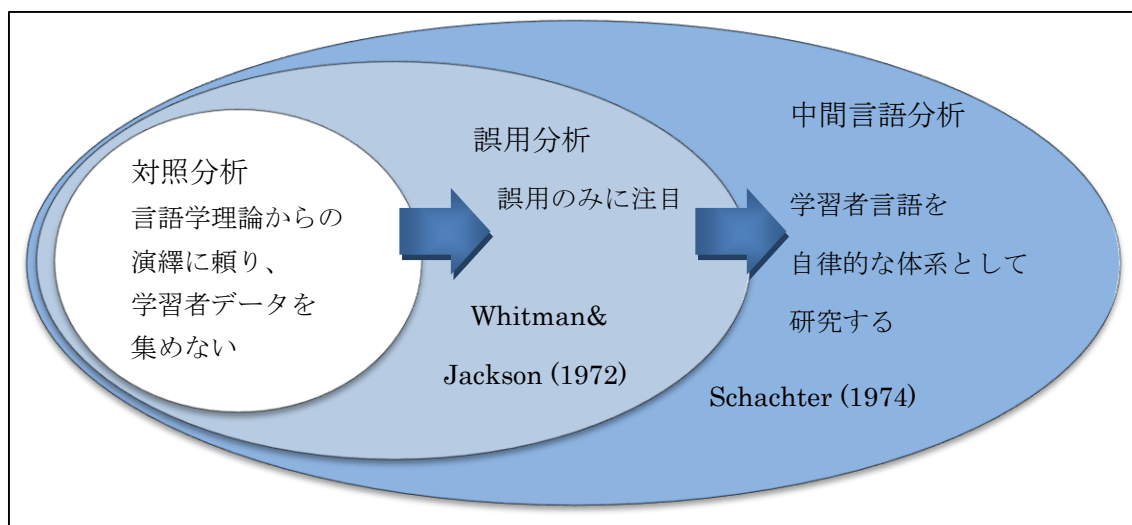 対照分析
言語学理論からの
演繹に頼り、
学習者データを
集めない
誤用分析
誤用のみに注目
Whitman&
Jackson (1972)
中間言語分析
学習者言語を
自律的な体系として
研究する
Schachter (1974)